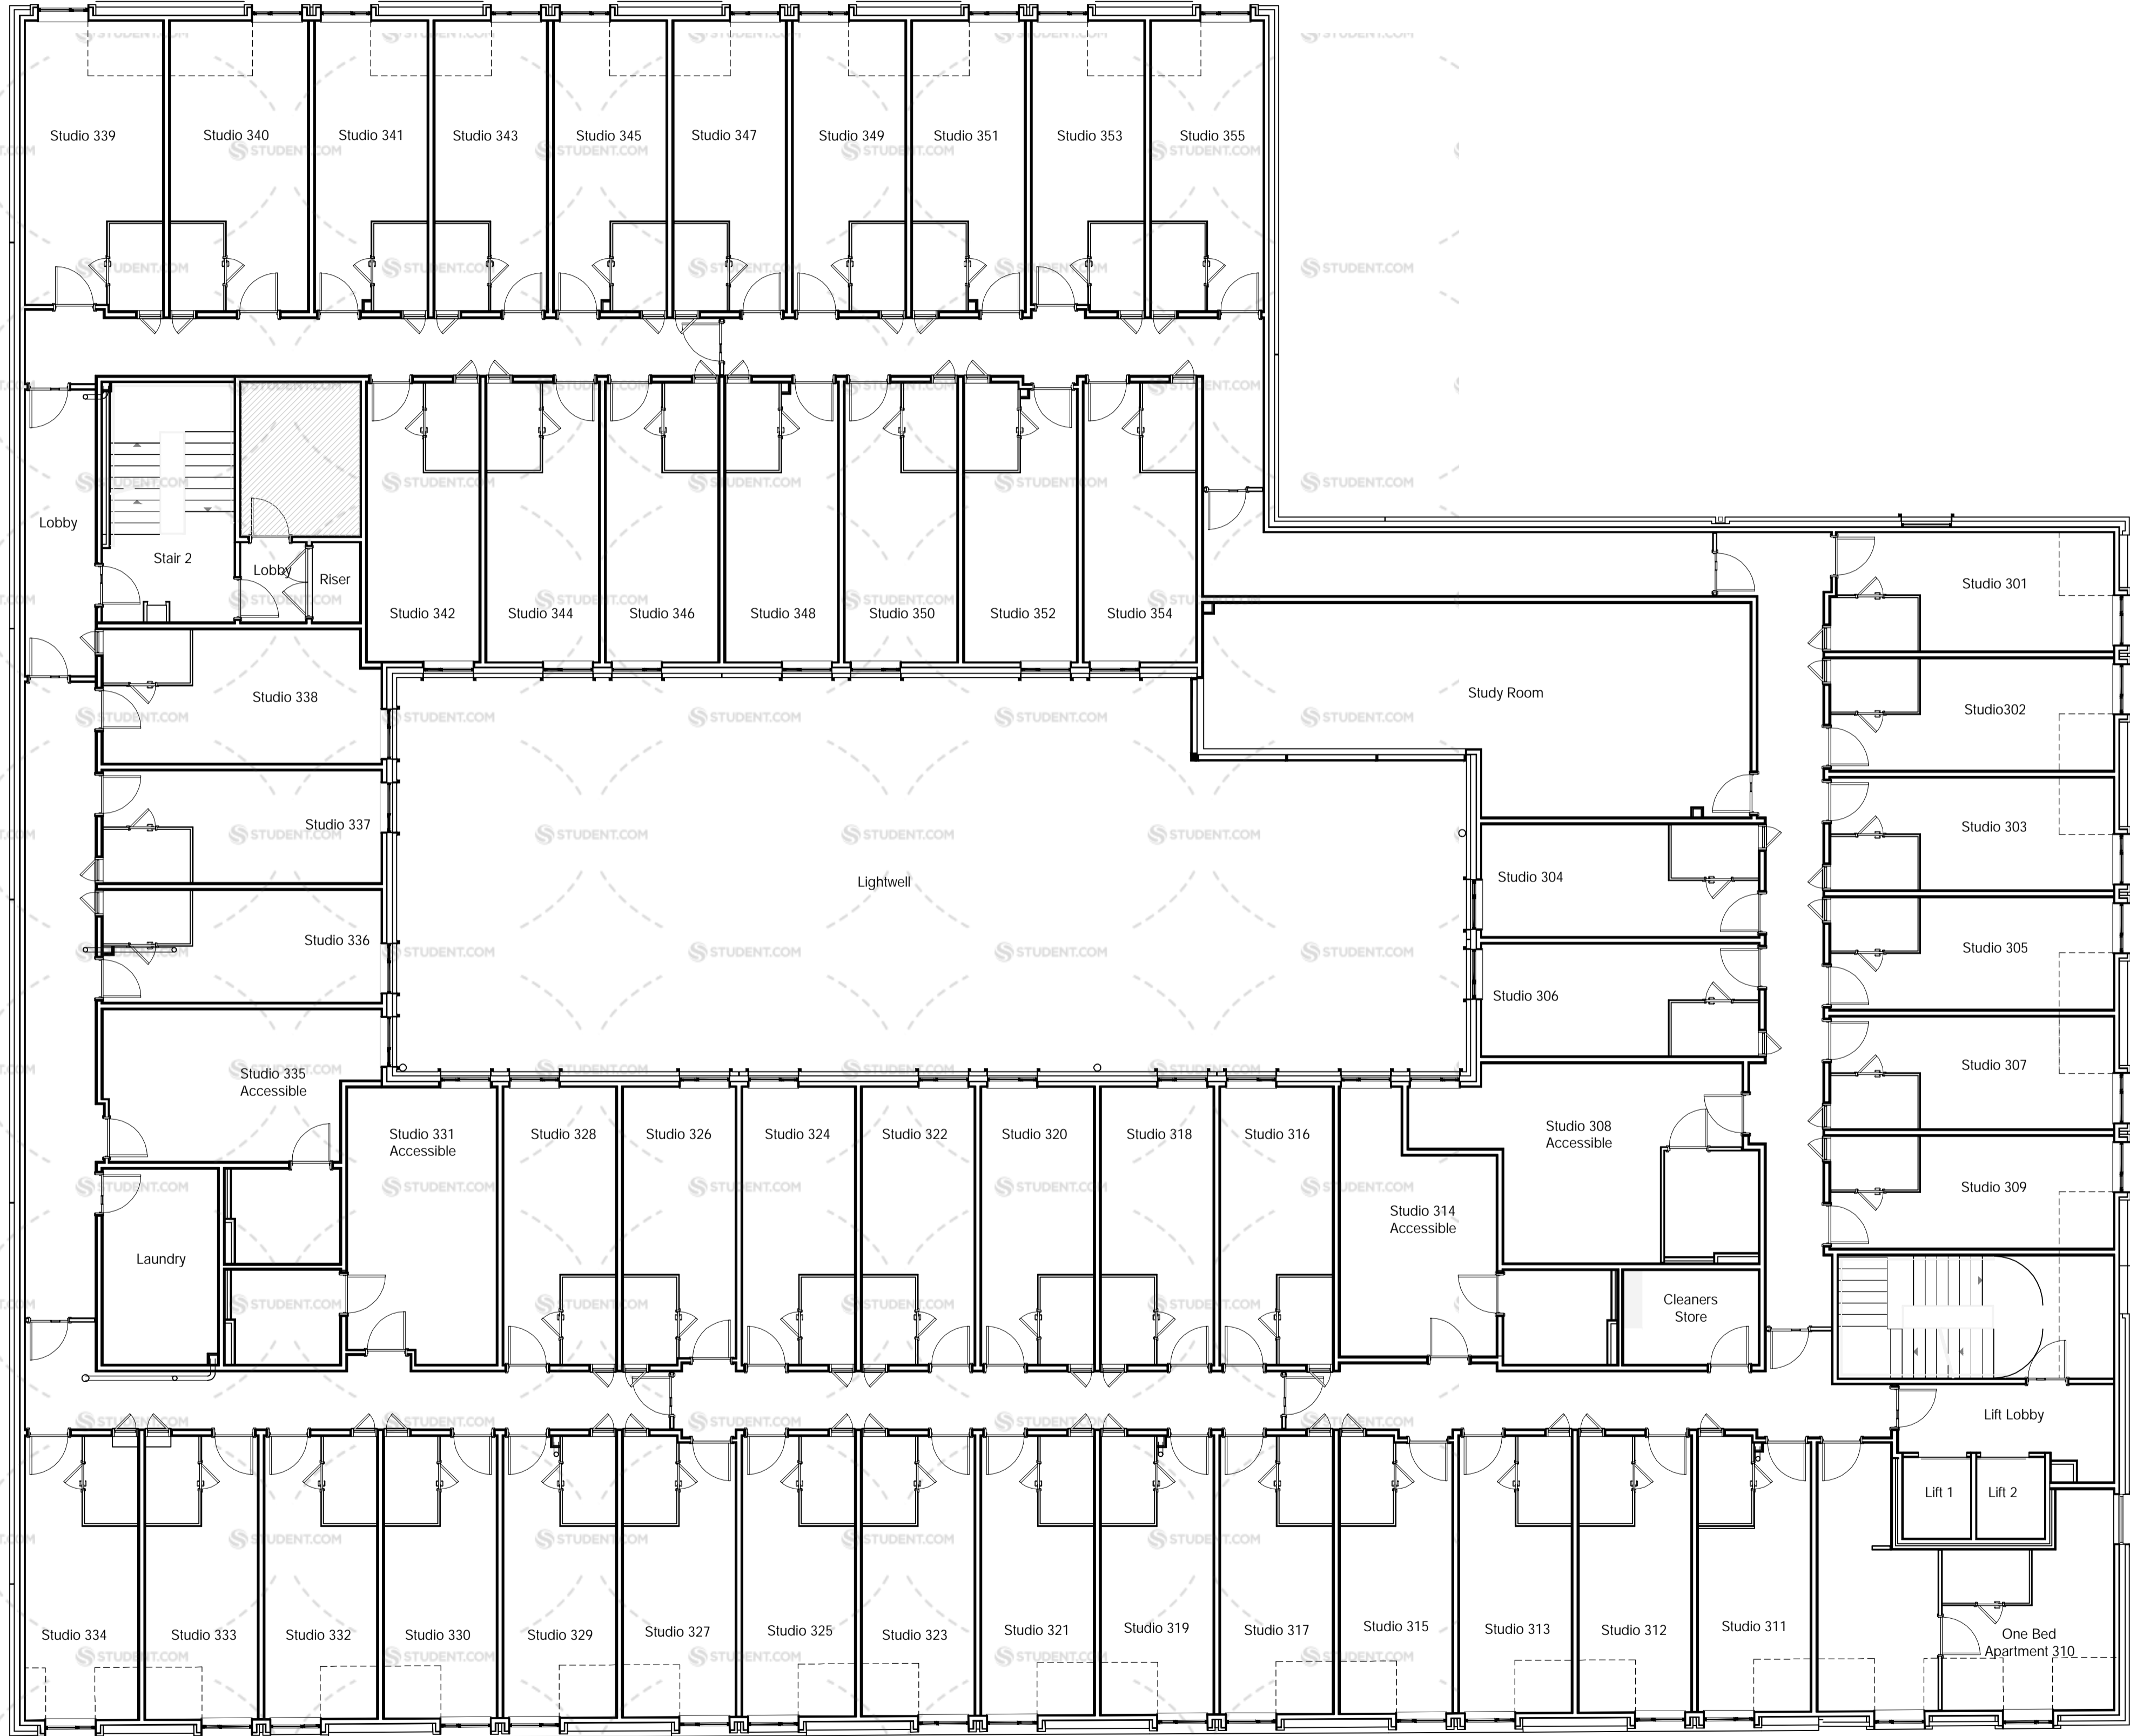 Studio 339
Studio 340
Studio 341
Studio 343
Studio 345
Studio 347
Studio 349
Studio 351
Studio 353
Studio 355
Lobby
Stair 2
Lobby
Riser
Studio 342
Studio 344
Studio 346
Studio 348
Studio 350
Studio 352
Studio 354
Studio 301
Studio 338
Study Room
Studio302
Studio 337
Studio 303
Lightwell
Studio 304
Studio 336
Studio 305
Studio 306
Studio 335
Accessible
Studio 307
Studio 331
Accessible
Studio 328
Studio 326
Studio 324
Studio 322
Studio 320
Studio 318
Studio 316
Studio 308
Accessible
Studio 309
Studio 314
Accessible
Laundry
Cleaners
Store
Lift Lobby
Lift 1
Lift 2
Studio 334
Studio 333
Studio 332
Studio 330
Studio 329
Studio 327
Studio 325
Studio 323
Studio 321
Studio 319
Studio 317
Studio 315
Studio 313
Studio 312
Studio 311
One Bed
Apartment 310
STUDENT.COM